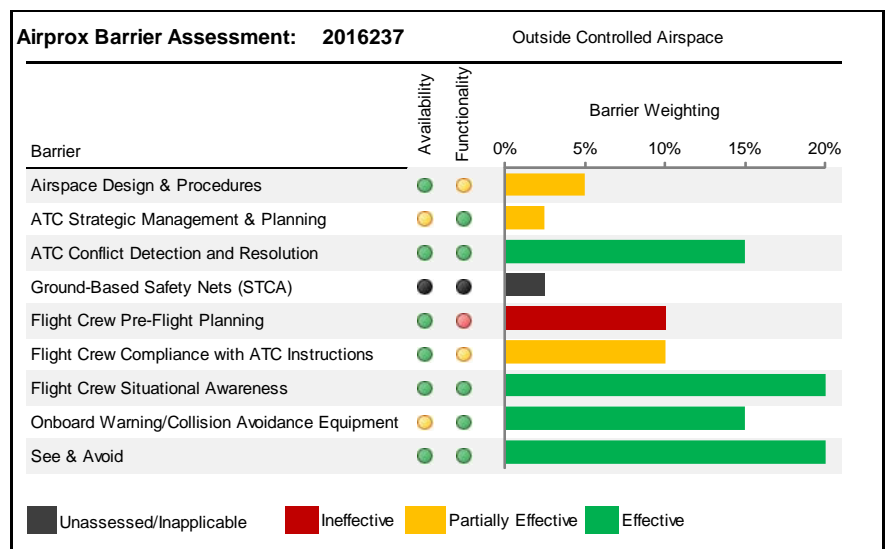 Airprox Barrier Assessment: 2016237 Outside Controlled Airspace
Availability
Functionality
Barrier Weighting
Barrier
0% 5% 10% 15% 20%
Airspace Design & Procedures
ATC Strategic Management & Planning
ATC Conflict Detection and Resolution
Ground-Based Safety Nets (STCA)
Flight Crew Pre-Flight Planning
Flight Crew Compliance with ATC Instructions
Flight Crew Situational Awareness
Onboard Warning/Collision Avoidance Equipment
See & Avoid
Unassessed/Inapplicable Ineffective Partially Effective Effective